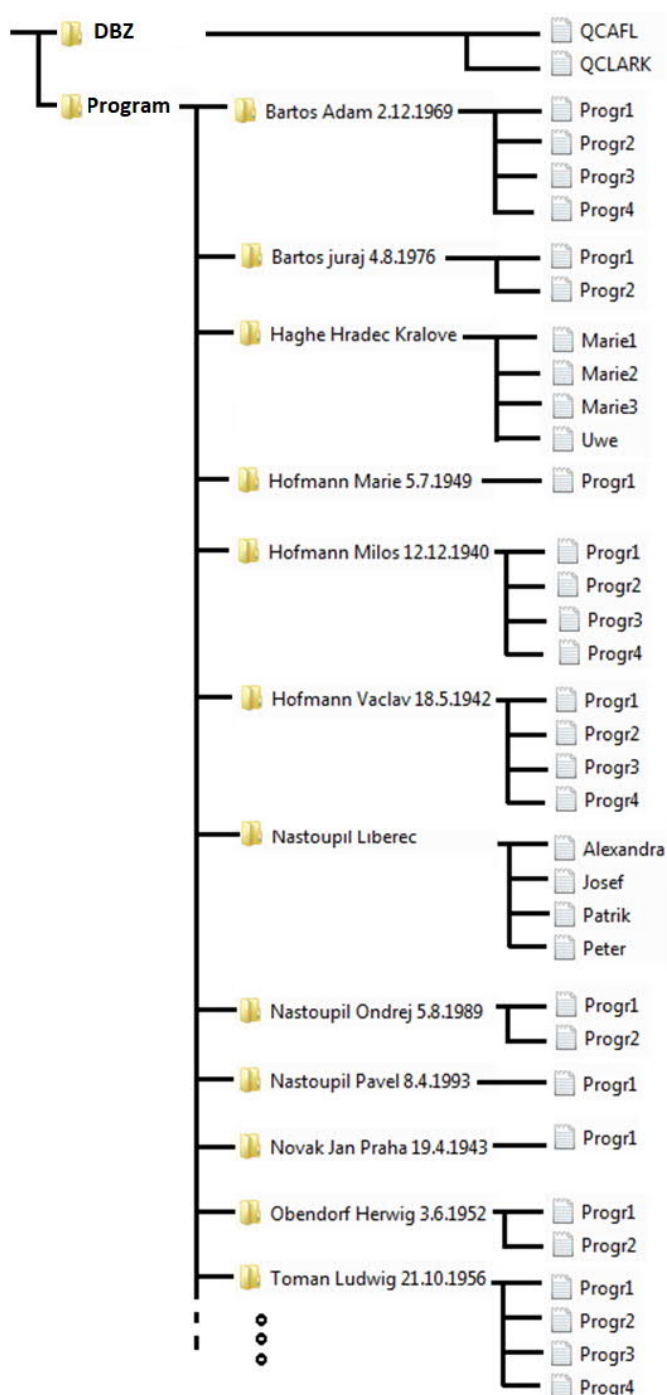 DBZ
QCAFL
QCLARK
Program
Bartos Adam 2.12.1969
Progr1
Progr2
Progr3
Progr4
Bartos juraj 4.8.1976
Progr1
Progr2
Haghe Hradec Kralove
Marie1
Marie2
Marie3
Uwe
Hofmann Marie 5.7.1949
Progr1
Hofmann Milos 12.12.1940
Progr1
Progr2
Progr3
Progr4
Hofmann Vaclav 18.5.1942
Progr1
Progr2
Progr3
Progr4
Nastoupil Liberec
Alexandra
Josef
Patrik
Peter
Nastoupil Ondrej 5.8.1989
Progr1
Progr2
Nastoupil Pavel 8.4.1993
Progr1
Novak Jan Praha 19.4.1943
Progr1
Obendorf Herwig 3.6.1952
Progr1
Progr2
Toman Ludwig 21.10.1956
Progr1
Progr2
Progr3
Progr4